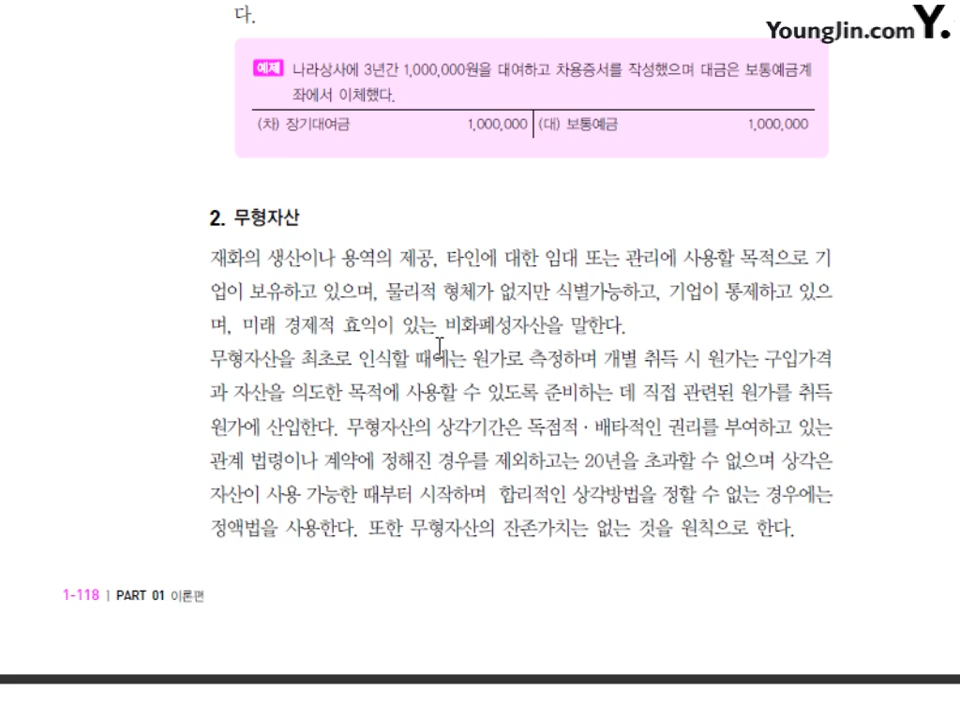 다.
YoungJin.com Y.
예제 나라상사에 3년간 1,000,000원을 대여하고 차용증서를 작성했으며 대금은 보통예금계
좌에서 이체했다.
(차) 장기대여금 1,000,000 (대) 보통예금 1,000,000
2. 무형자산
재화의 생산이나 용역의 제공, 타인에 대한 임대 또는 관리에 사용할 목적으로 기
업이 보유하고 있으며, 물리적 형체가 없지만 식별가능하고, 기업이 통제하고 있으
며, 미래 경제적 효익이 있는 비화폐성자산을 말한다.
무형자산을 최초로 인식할 때에는 원가로 측정하며 개별 취득 시 원가는 구입가격
과 자산을 의도한 목적에 사용할 수 있도록 준비하는 데 직접 관련된 원가를 취득
원가에 산입한다. 무형자산의 상각기간은 독점적·배타적인 권리를 부여하고 있는
관계 법령이나 계약에 정해진 경우를 제외하고는 20년을 초과할 수 없으며 상각은
자산이 사용 가능한 때부터 시작하며 합리적인 상각방법을 정할 수 없는 경우에는
정액법을 사용한다. 또한 무형자산의 잔존가치는 없는 것을 원칙으로 한다.
1-118 | PART 01 이론편